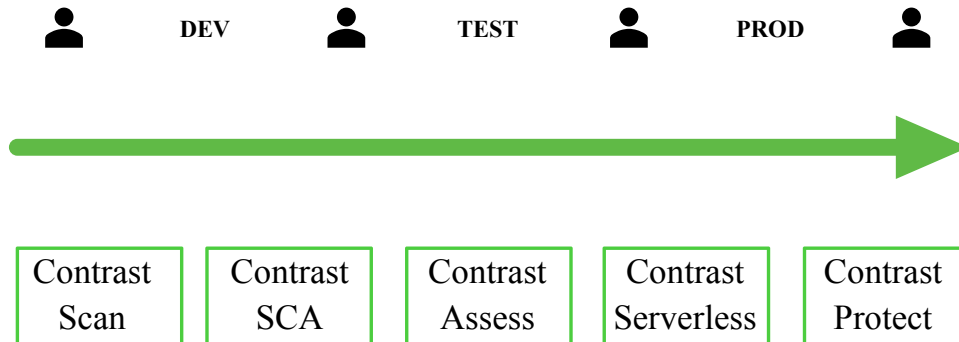 DEV TEST PROD
Contrast Scan
Contrast SCA
Contrast Assess
Contrast Serverless
Contrast Protect